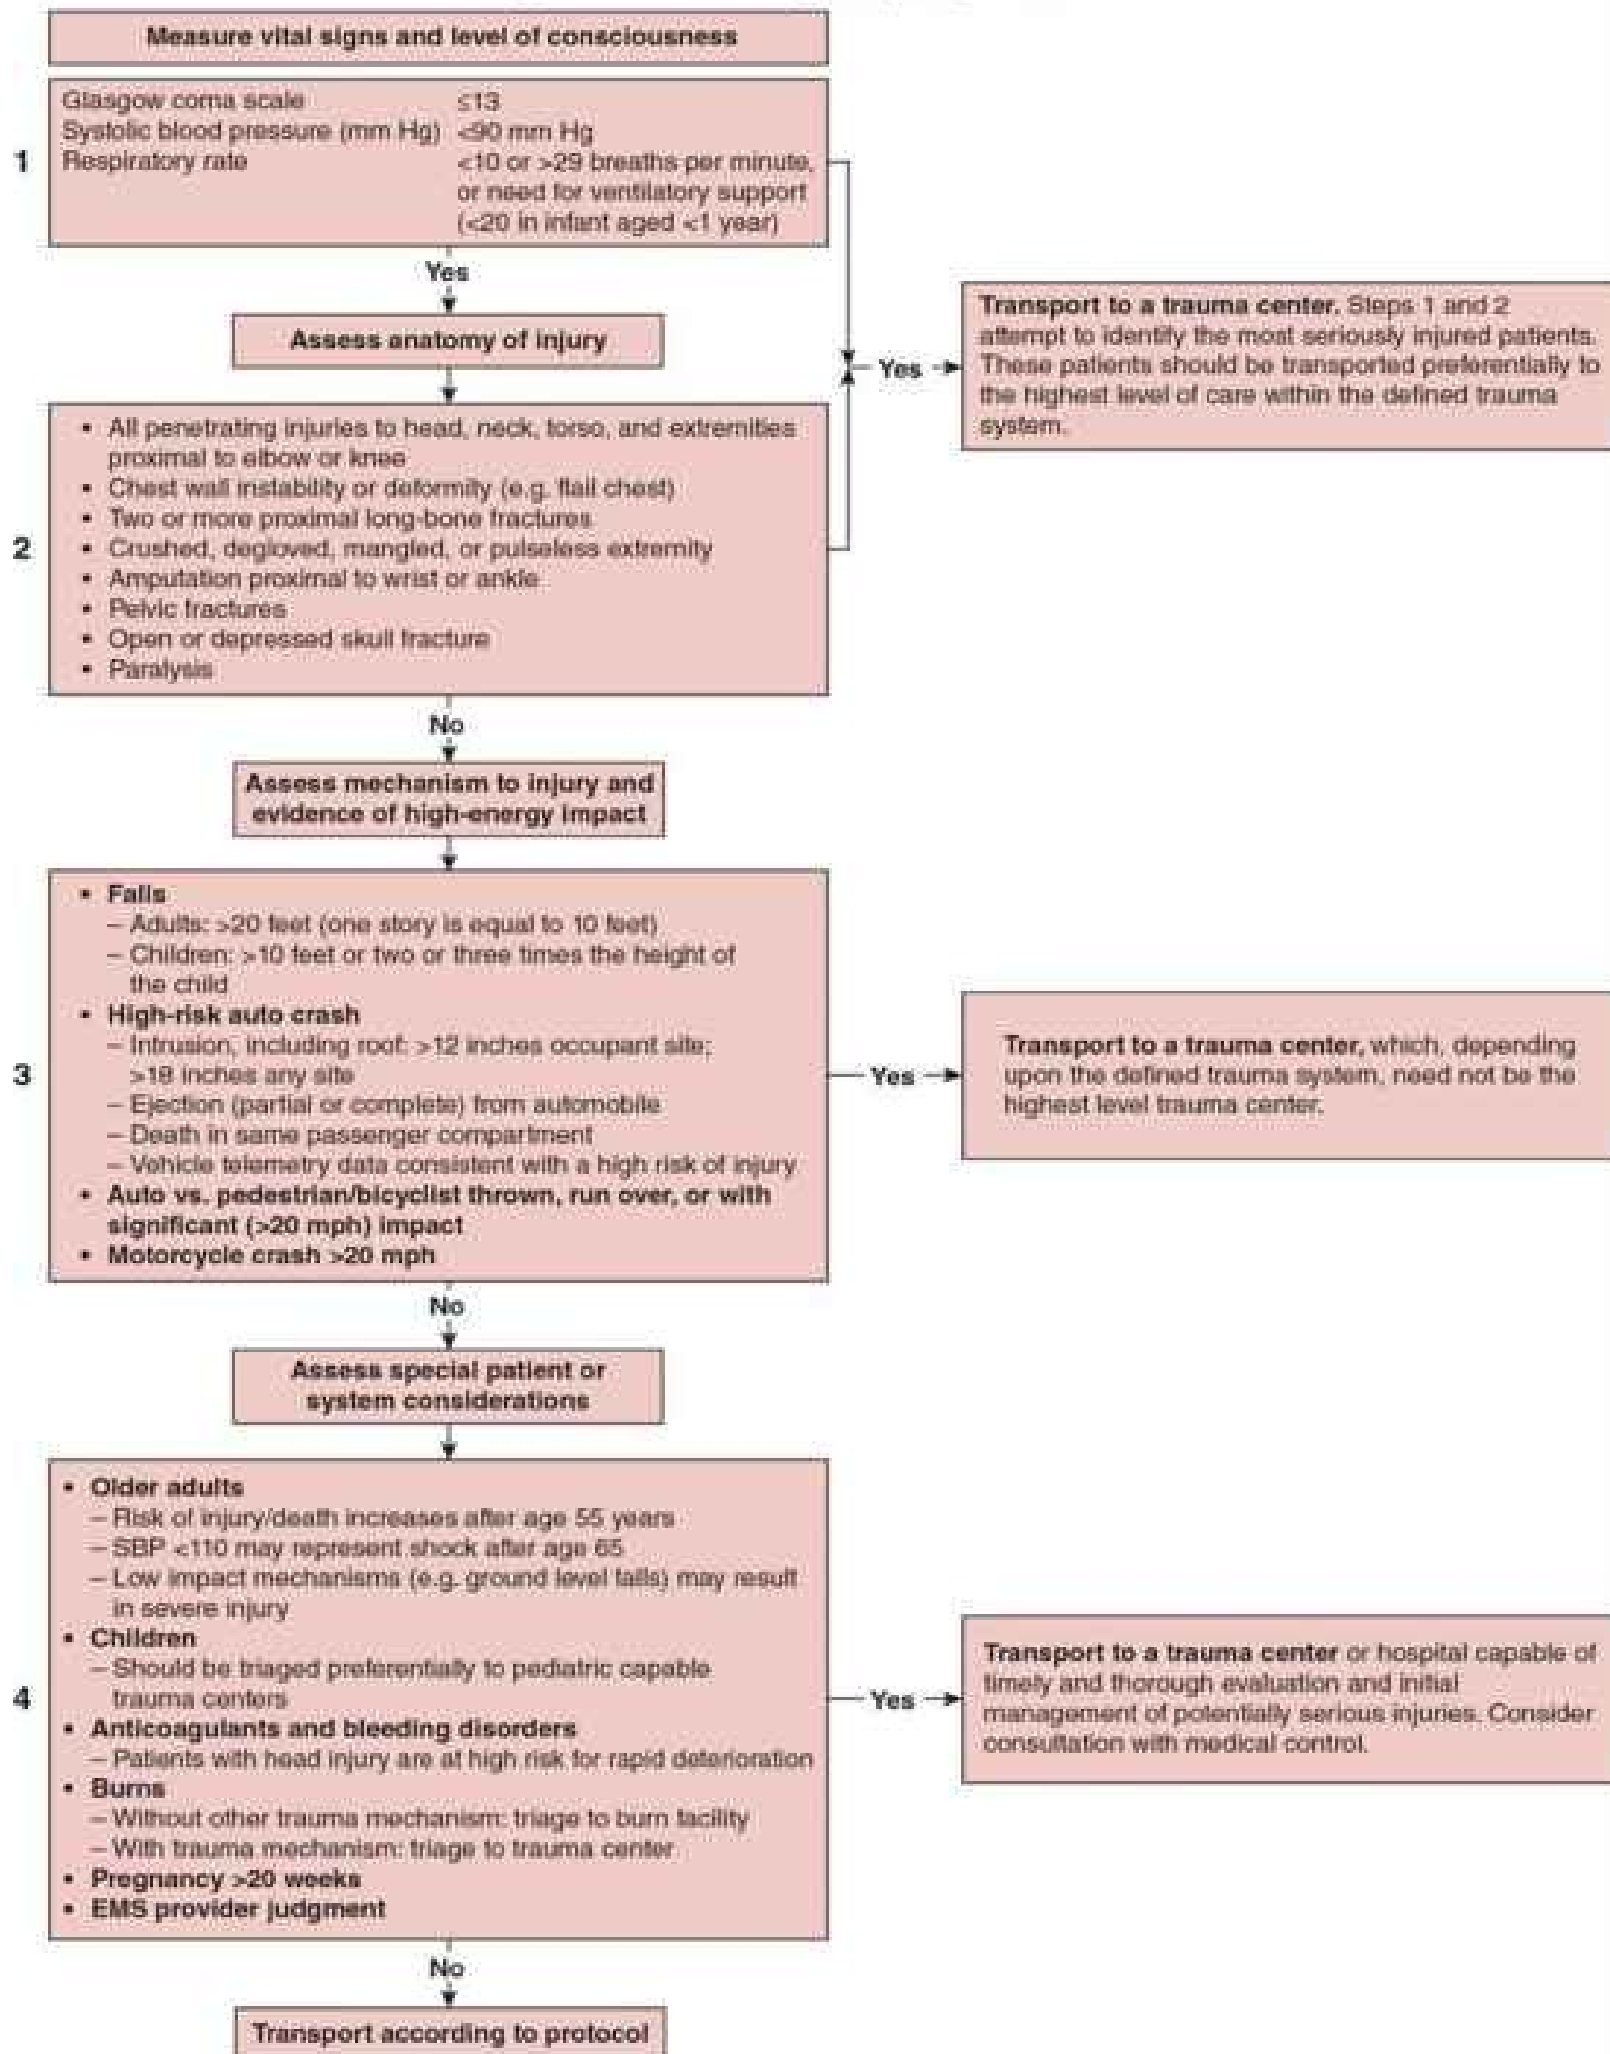 Measure vital signs and level of consciousness
1
Glasgow coma scale ≤13
Systolic blood pressure (mm Hg) <90 mm Hg
Respiratory rate <10 or >29 breaths per minute,
or need for ventilatory support
(<20 in infant aged <1 year)
Yes
Assess anatomy of injury
Yes
Transport to a trauma center. Steps 1 and 2
attempt to identify the most seriously injured patients.
These patients should be transported preferentially to
the highest level of care within the defined trauma
system.
2
• All penetrating injuries to head, neck, torso, and extremities
proximal to elbow or knee
• Chest wall instability or deformity (e.g. flail chest)
• Two or more proximal long-bone fractures
• Crushed, degloved, mangled, or pulseless extremity
• Amputation proximal to wrist or ankle
• Pelvic fractures
• Open or depressed skull fracture
• Paralysis
No
Assess mechanism to injury and
evidence of high-energy impact
3
• Falls
– Adults: >20 feet (one story is equal to 10 feet)
– Children: >10 feet or two or three times the height of
the child
• High-risk auto crash
– Intrusion, including roof: >12 inches occupant site;
>18 inches any site
– Ejection (partial or complete) from automobile
– Death in same passenger compartment
– Vehicle telemetry data consistent with a high risk of injury
• Auto vs. pedestrian/bicyclist thrown, run over, or with
significant (>20 mph) impact
• Motorcycle crash >20 mph
Yes
Transport to a trauma center, which, depending
upon the defined trauma system, need not be the
highest level trauma center.
No
Assess special patient or
system considerations
4
• Older adults
– Risk of injury/death increases after age 55 years
– SBP <110 may represent shock after age 65
– Low impact mechanisms (e.g. ground level falls) may result
in severe injury
• Children
– Should be triaged preferentially to pediatric capable
trauma centers
• Anticoagulants and bleeding disorders
– Patients with head injury are at high risk for rapid deterioration
• Burns
– Without other trauma mechanism: triage to burn facility
– With trauma mechanism: triage to trauma center
• Pregnancy >20 weeks
• EMS provider judgment
Yes
Transport to a trauma center or hospital capable of
timely and thorough evaluation and initial
management of potentially serious injuries. Consider
consultation with medical control.
No
Transport according to protocol